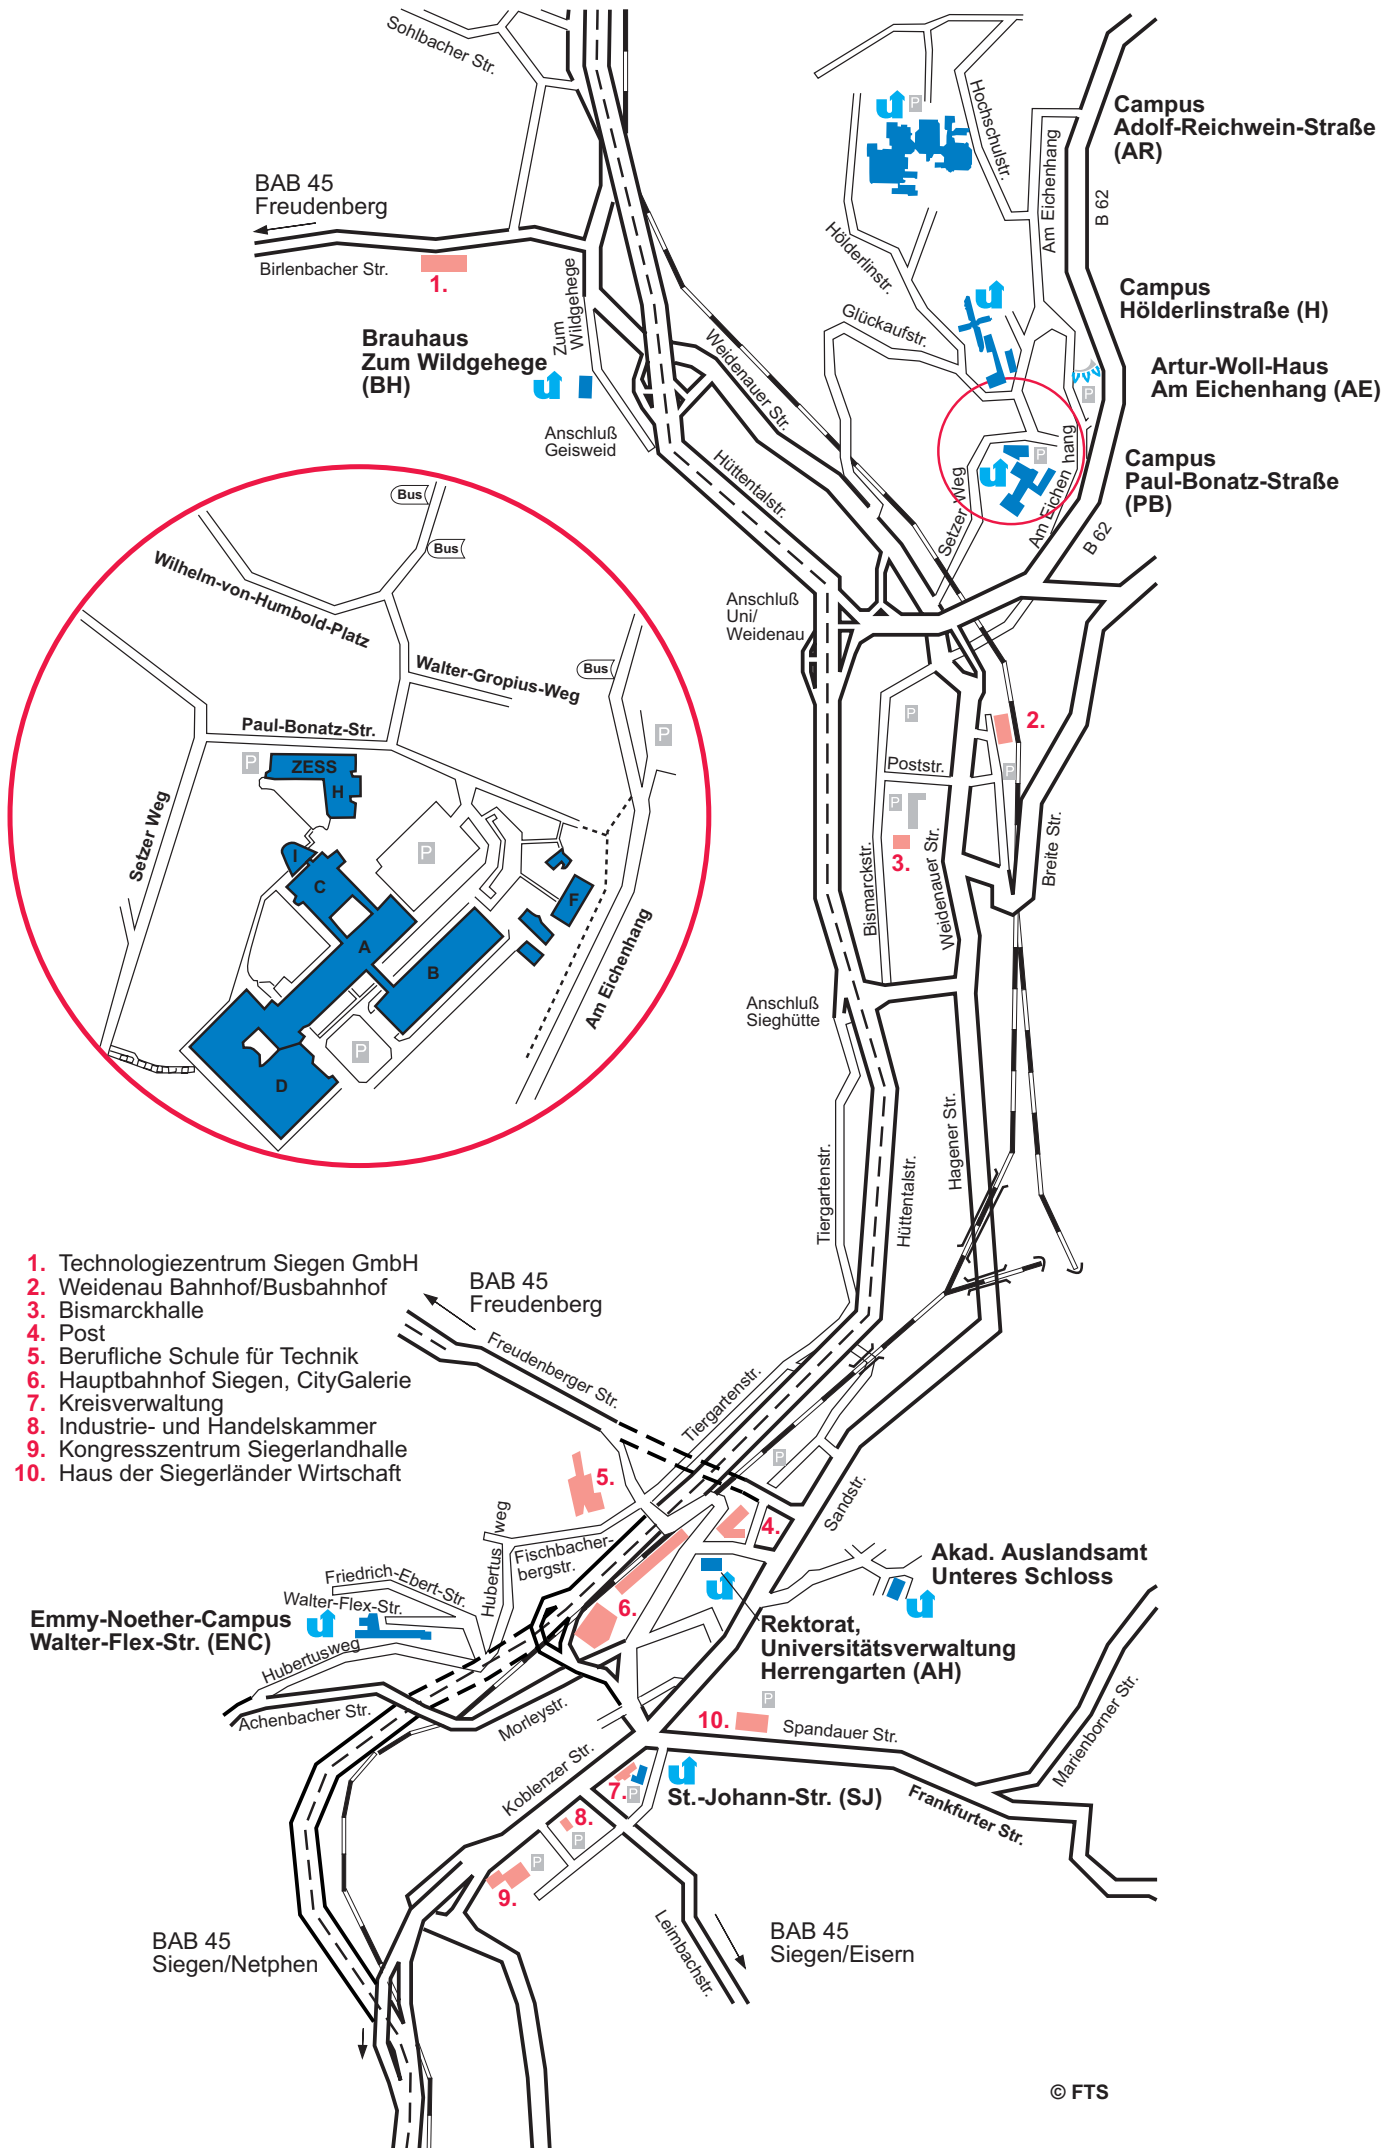 Sohlbacher Str.
Hochschulstr.
Campus
Adolf-Reichwein-Straße
(AR)
P
Am Eichenhang
B 62
BAB 45
Freudenberg
Birlenbacher Str.
1.
Hölderlinstr.
Zum
Wildgehege
Campus
Hölderlinstraße (H)
Glückaufstr.
Brauhaus
Zum Wildgehege
(BH)
Weidenauer Str.
Artur-Woll-Haus
Am Eichenhang (AE)
P
Anschluß
Geisweid
Hüttentalstr.
Setzer Weg
P
Am Eichen hang
Campus
Paul-Bonatz-Straße
(PB)
B 62
Bus
Bus
Wilhelm-von-Humbold-Platz
Walter-Gropius-Weg
Bus
Paul-Bonatz-Str.
P
P
ZESS
H
Setzer Weg
I
C
P
A
F
B
Am Eichenhang
P
D
Anschluß
Uni/
Weidenau
P
2.
Poststr.
P
P
3.
Bismarckstr.
Weidenauer Str.
Breite Str.
Anschluß
Sieghütte
Tiergartenstr.
Hüttentalstr.
Hagener Str.
1. Technologiezentrum Siegen GmbH
2. Weidenau Bahnhof/Busbahnhof
3. Bismarckhalle
4. Post
5. Berufliche Schule für Technik
6. Hauptbahnhof Siegen, CityGalerie
7. Kreisverwaltung
8. Industrie- und Handelskammer
9. Kongresszentrum Siegerlandhalle
10. Haus der Siegerländer Wirtschaft
BAB 45
Freudenberg
Freudenberger Str.
Tiergartenstr.
P
5.
4.
Sandstr.
Hubertus weg
Fischbacher-
bergstr.
Friedrich-Ebert-Str.
Walter-Flex-Str.
Emmy-Noether-Campus
Walter-Flex-Str. (ENC)
Hubertusweg
Achenbacher Str.
6.
Akad. Auslandsamt
Unteres Schloss
Rektorat,
Universitätsverwaltung
Herrengarten (AH)
Morleystr.
P
10.
Spandauer Str.
Marienborner Str.
Koblenzer Str.
7.
P
St.-Johann-Str. (SJ)
Frankfurter Str.
8.
P
P
9.
Leimbachstr.
BAB 45
Siegen/Netphen
BAB 45
Siegen/Eisern
© FTS